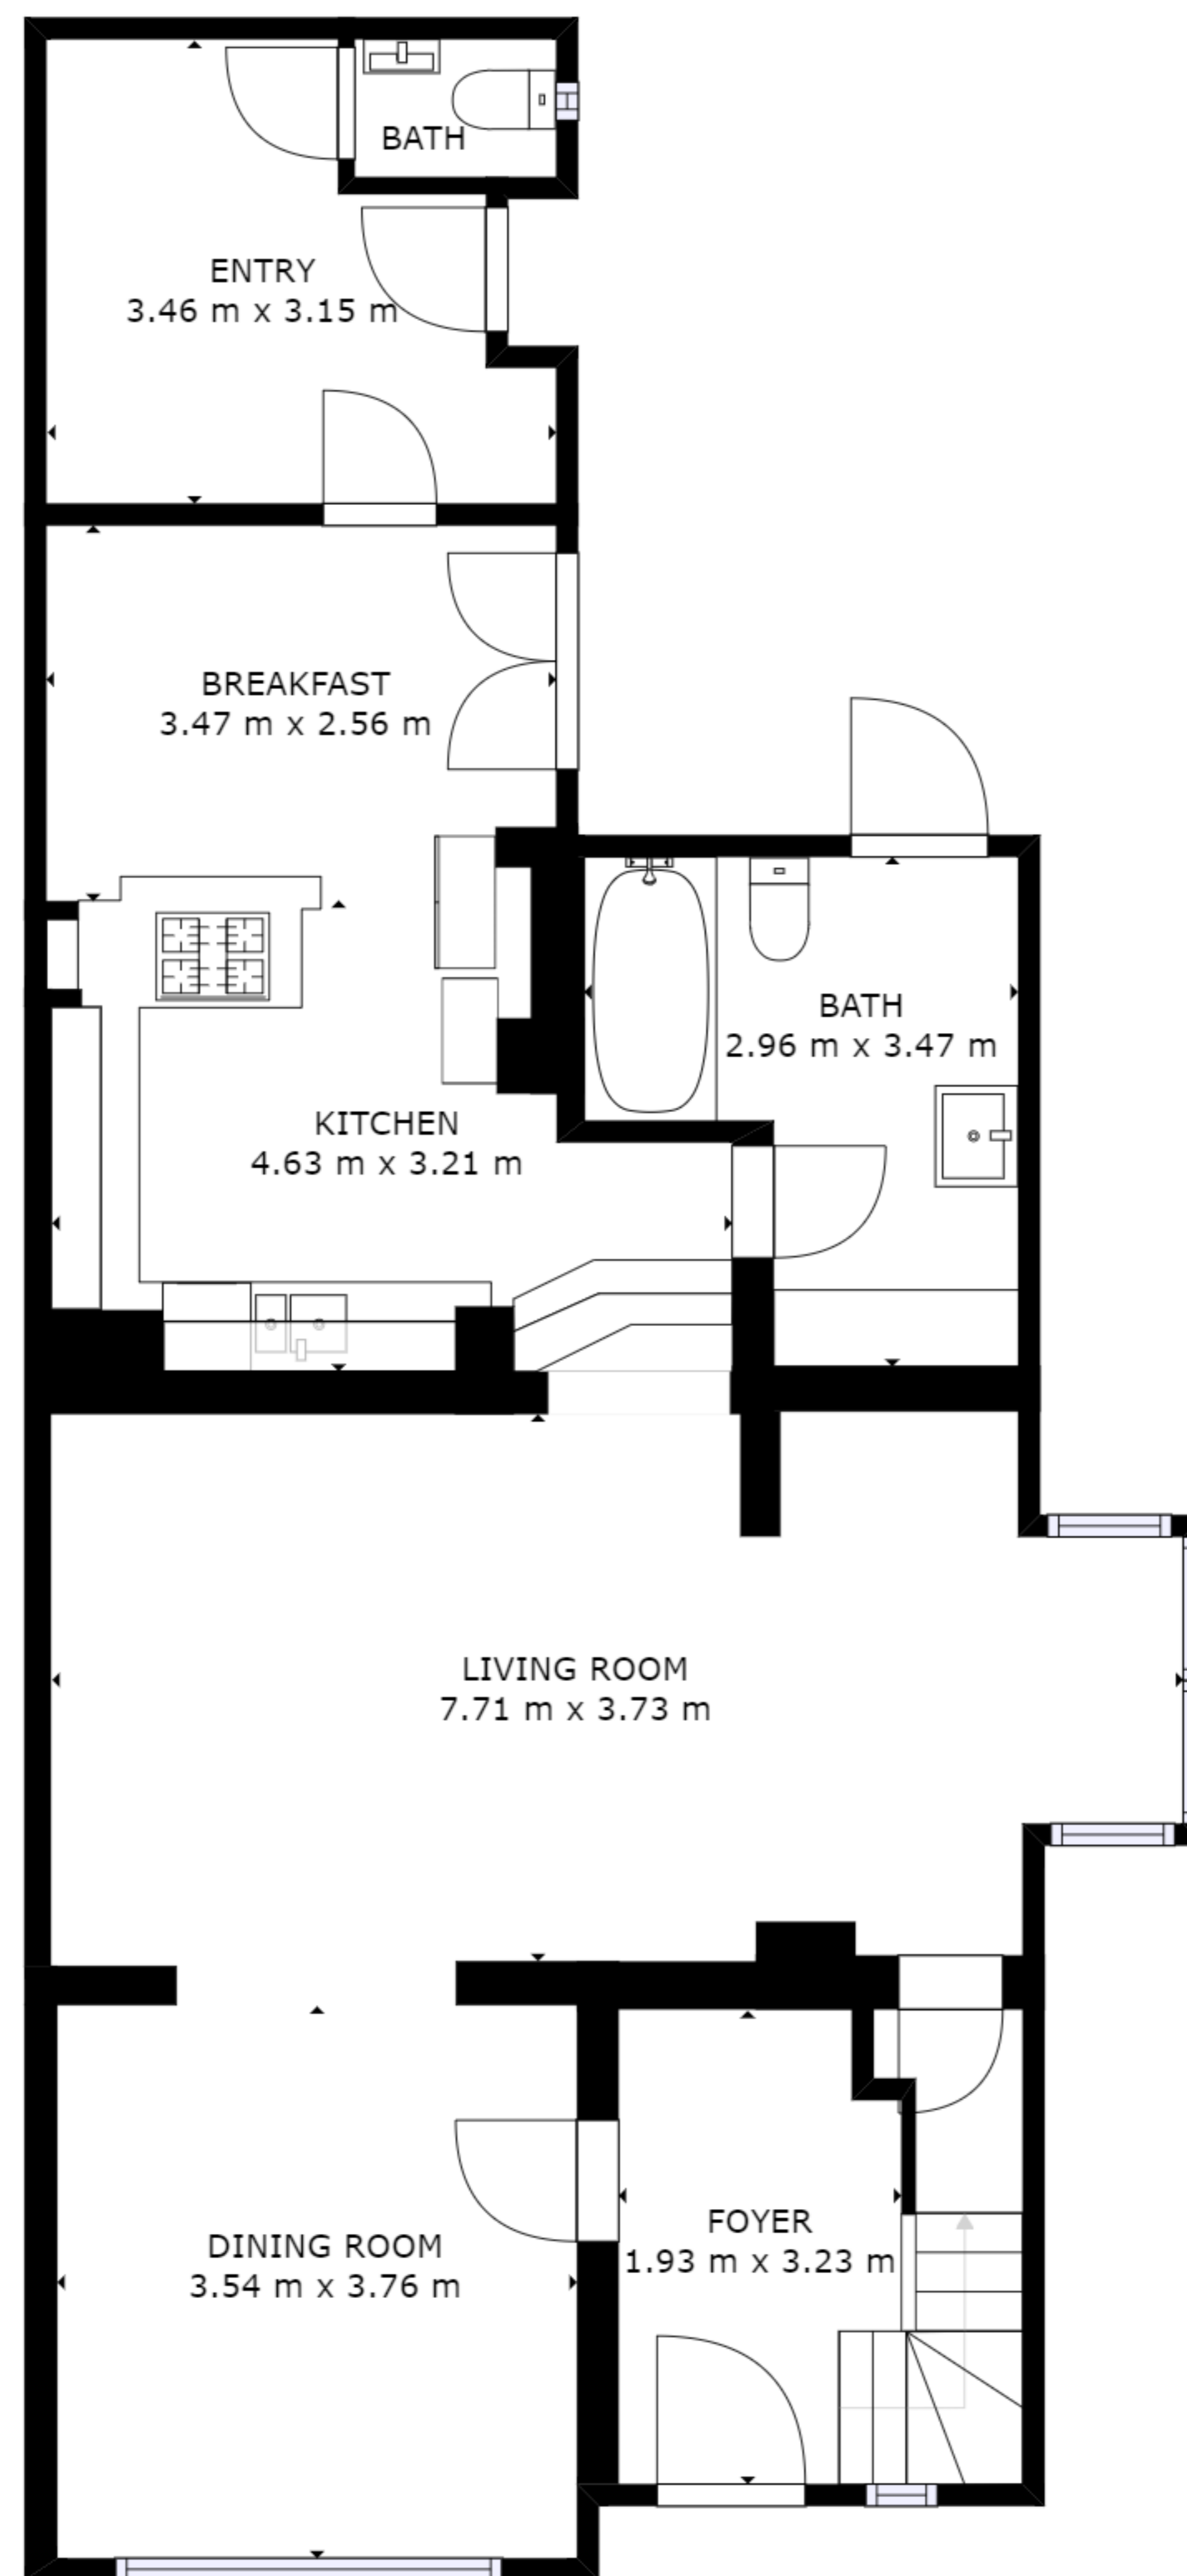 BATH
ENTRY
3.46 m x 3.15 m
BREAKFAST
3.47 m x 2.56 m
BATH
2.96 m x 3.47 m
KITCHEN
4.63 m x 3.21 m
LIVING ROOM
7.71 m x 3.73 m
FOYER
1.93 m x 3.23 m
DINING ROOM
3.54 m x 3.76 m